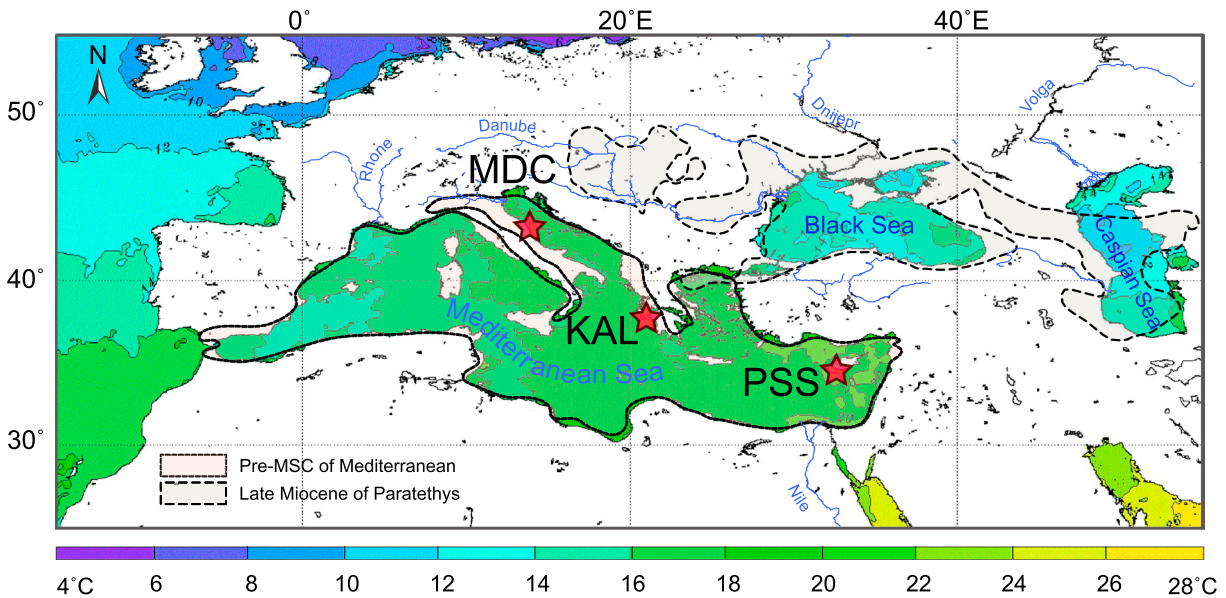 0° 20°E 40°E
N
50°
40°
30°
10
12
Rhone
Danube
Dnijepr
Volga
MDC
Black Sea
Caspian Sea
KAL
Mediterranean Sea
PSS
20
Nile
Pre-MSC of Mediterranean
Late Miocene of Paratethys
4°C 6 8 10 12 14 16 18 20 22 24 26 28°C